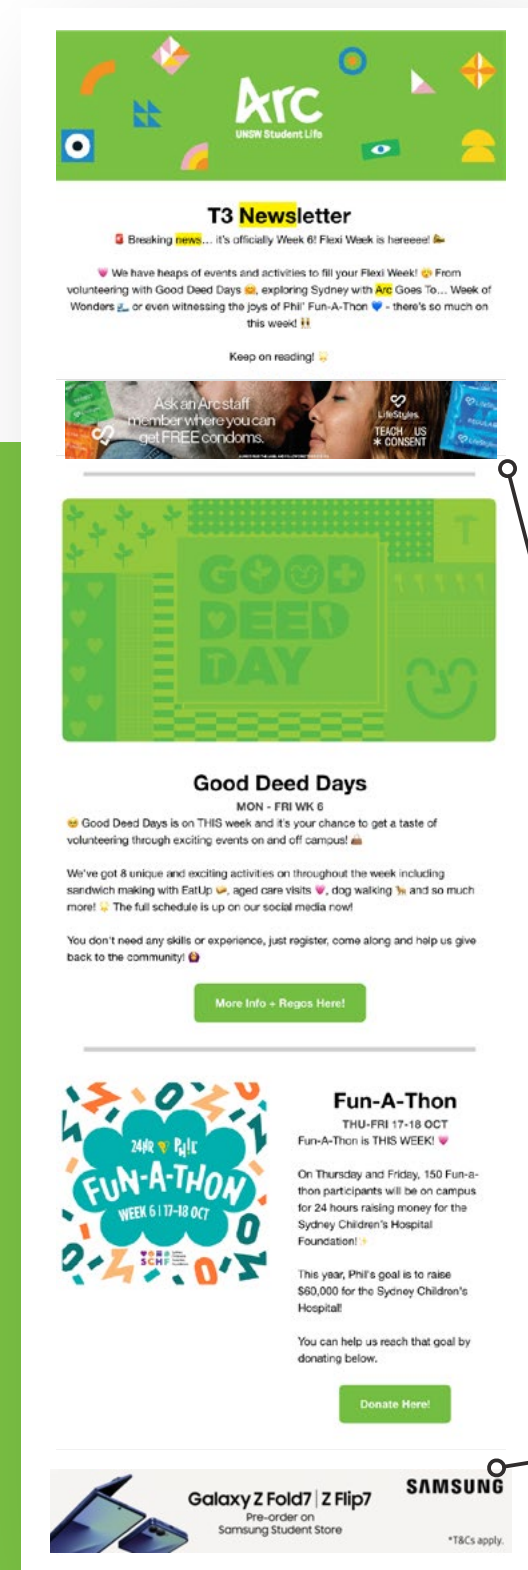 Arc
UNSW Student Life
T3 Newsletter
🚨 Breaking news... it's officially Week 6! Flexi Week is hereeee!
💗 We have heaps of events and activities to fill your Flexi Week! From
volunteering with Good Deed Days 🤗, exploring Sydney with Arc Goes To... Week of
Wonders or even witnessing the joys of Phil' Fun-A-Thon 💙 - there's so much on
this week! 👯
Keep on reading!
Ask an Arc staff
member where you can
get FREE condoms.
LifeStyles.
TEACH US
* CONSENT
GOOD
DEED
DAY
T
Good Deed Days
MON - FRI WK 6
Good Deed Days is on THIS week and it's your chance to get a taste of
volunteering through exciting events on and off campus!
We've got 8 unique and exciting activities on throughout the week including
sandwich making with EatUp 🥪, aged care visits 💗, dog walking 🐕 and so much
more! The full schedule is up on our social media now!
You don't need any skills or experience, just register, come along and help us give
back to the community!
More Info + Regos Here!
24HR PHIL
FUN-A-THON
WEEK 6 | 17-18 OCT
SCHF
Fun-A-Thon
THU-FRI 17-18 OCT
Fun-A-Thon is THIS WEEK! 💗
On Thursday and Friday, 150 Fun-a-
thon participants will be on campus
for 24 hours raising money for the
Sydney Children's Hospital
Foundation!✨
This year, Phil's goal is to raise
$60,000 for the Sydney Children's
Hospital!
You can help us reach that goal by
donating below.
Donate Here!
Galaxy Z Fold7 | Z Flip7
Pre-order on
Samsung Student Store
SAMSUNG
*T&Cs apply.